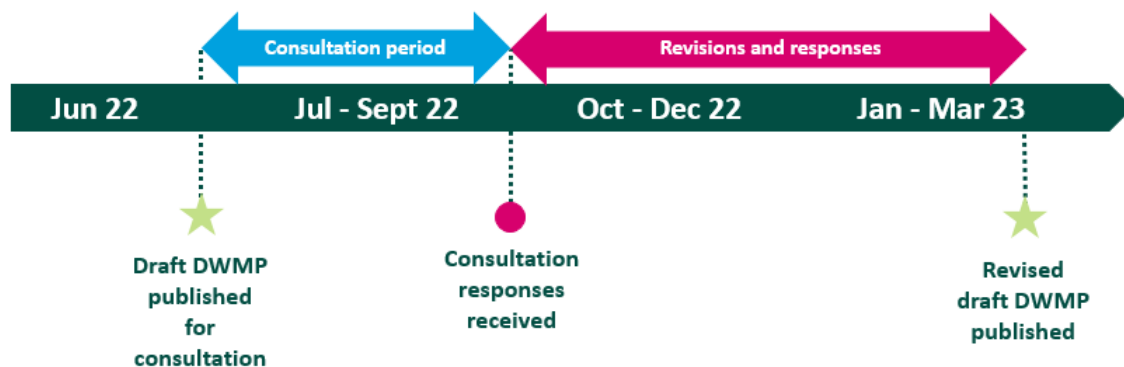 Consultation period
Revisions and responses
Jun 22
Jul - Sept 22
Oct - Dec 22
Jan - Mar 23
Draft DWMP
published
for
consultation
Consultation
responses
received
Revised
draft DWMP
published